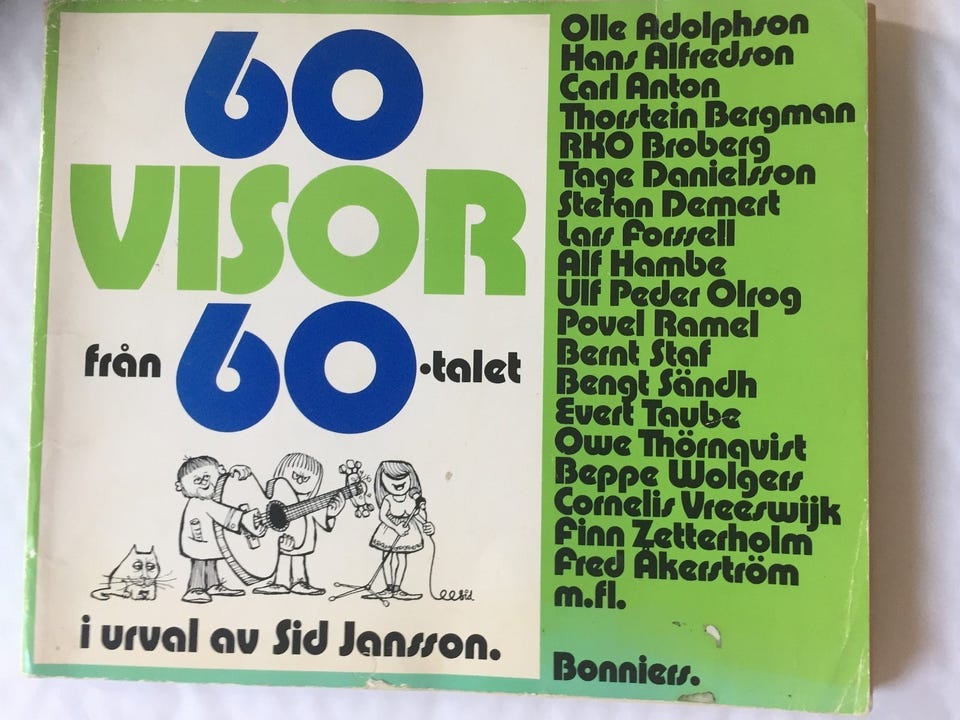 60
VISOR
från 60-talet
i urval av Sid Jansson.
Olle Adolphson
Hans Alfredson
Carl Anton
Thorstein Bergman
RKO Broberg
Tage Danielsson
Stefan Demert
Lars Forssell
Alf Hambe
Ulf Peder Olrog
Povel Ramel
Bernt Staf
Bengt Sändh
Evert Taube
Owe Thörnqvist
Beppe Wolgers
Cornelis Vreeswijk
Finn Zetterholm
Fred Åkerström
m.fl.
Bonniers.